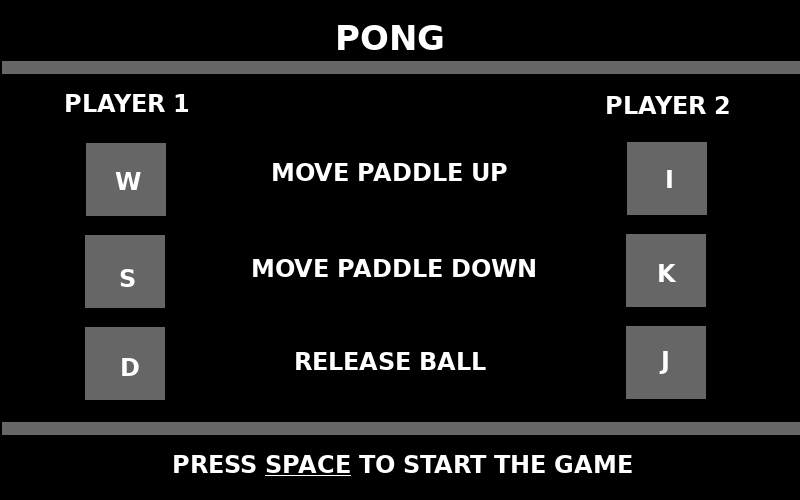 PONG
PLAYER 1 PLAYER 2
W MOVE PADDLE UP I
S MOVE PADDLE DOWN K
D RELEASE BALL J
PRESS SPACE TO START THE GAME